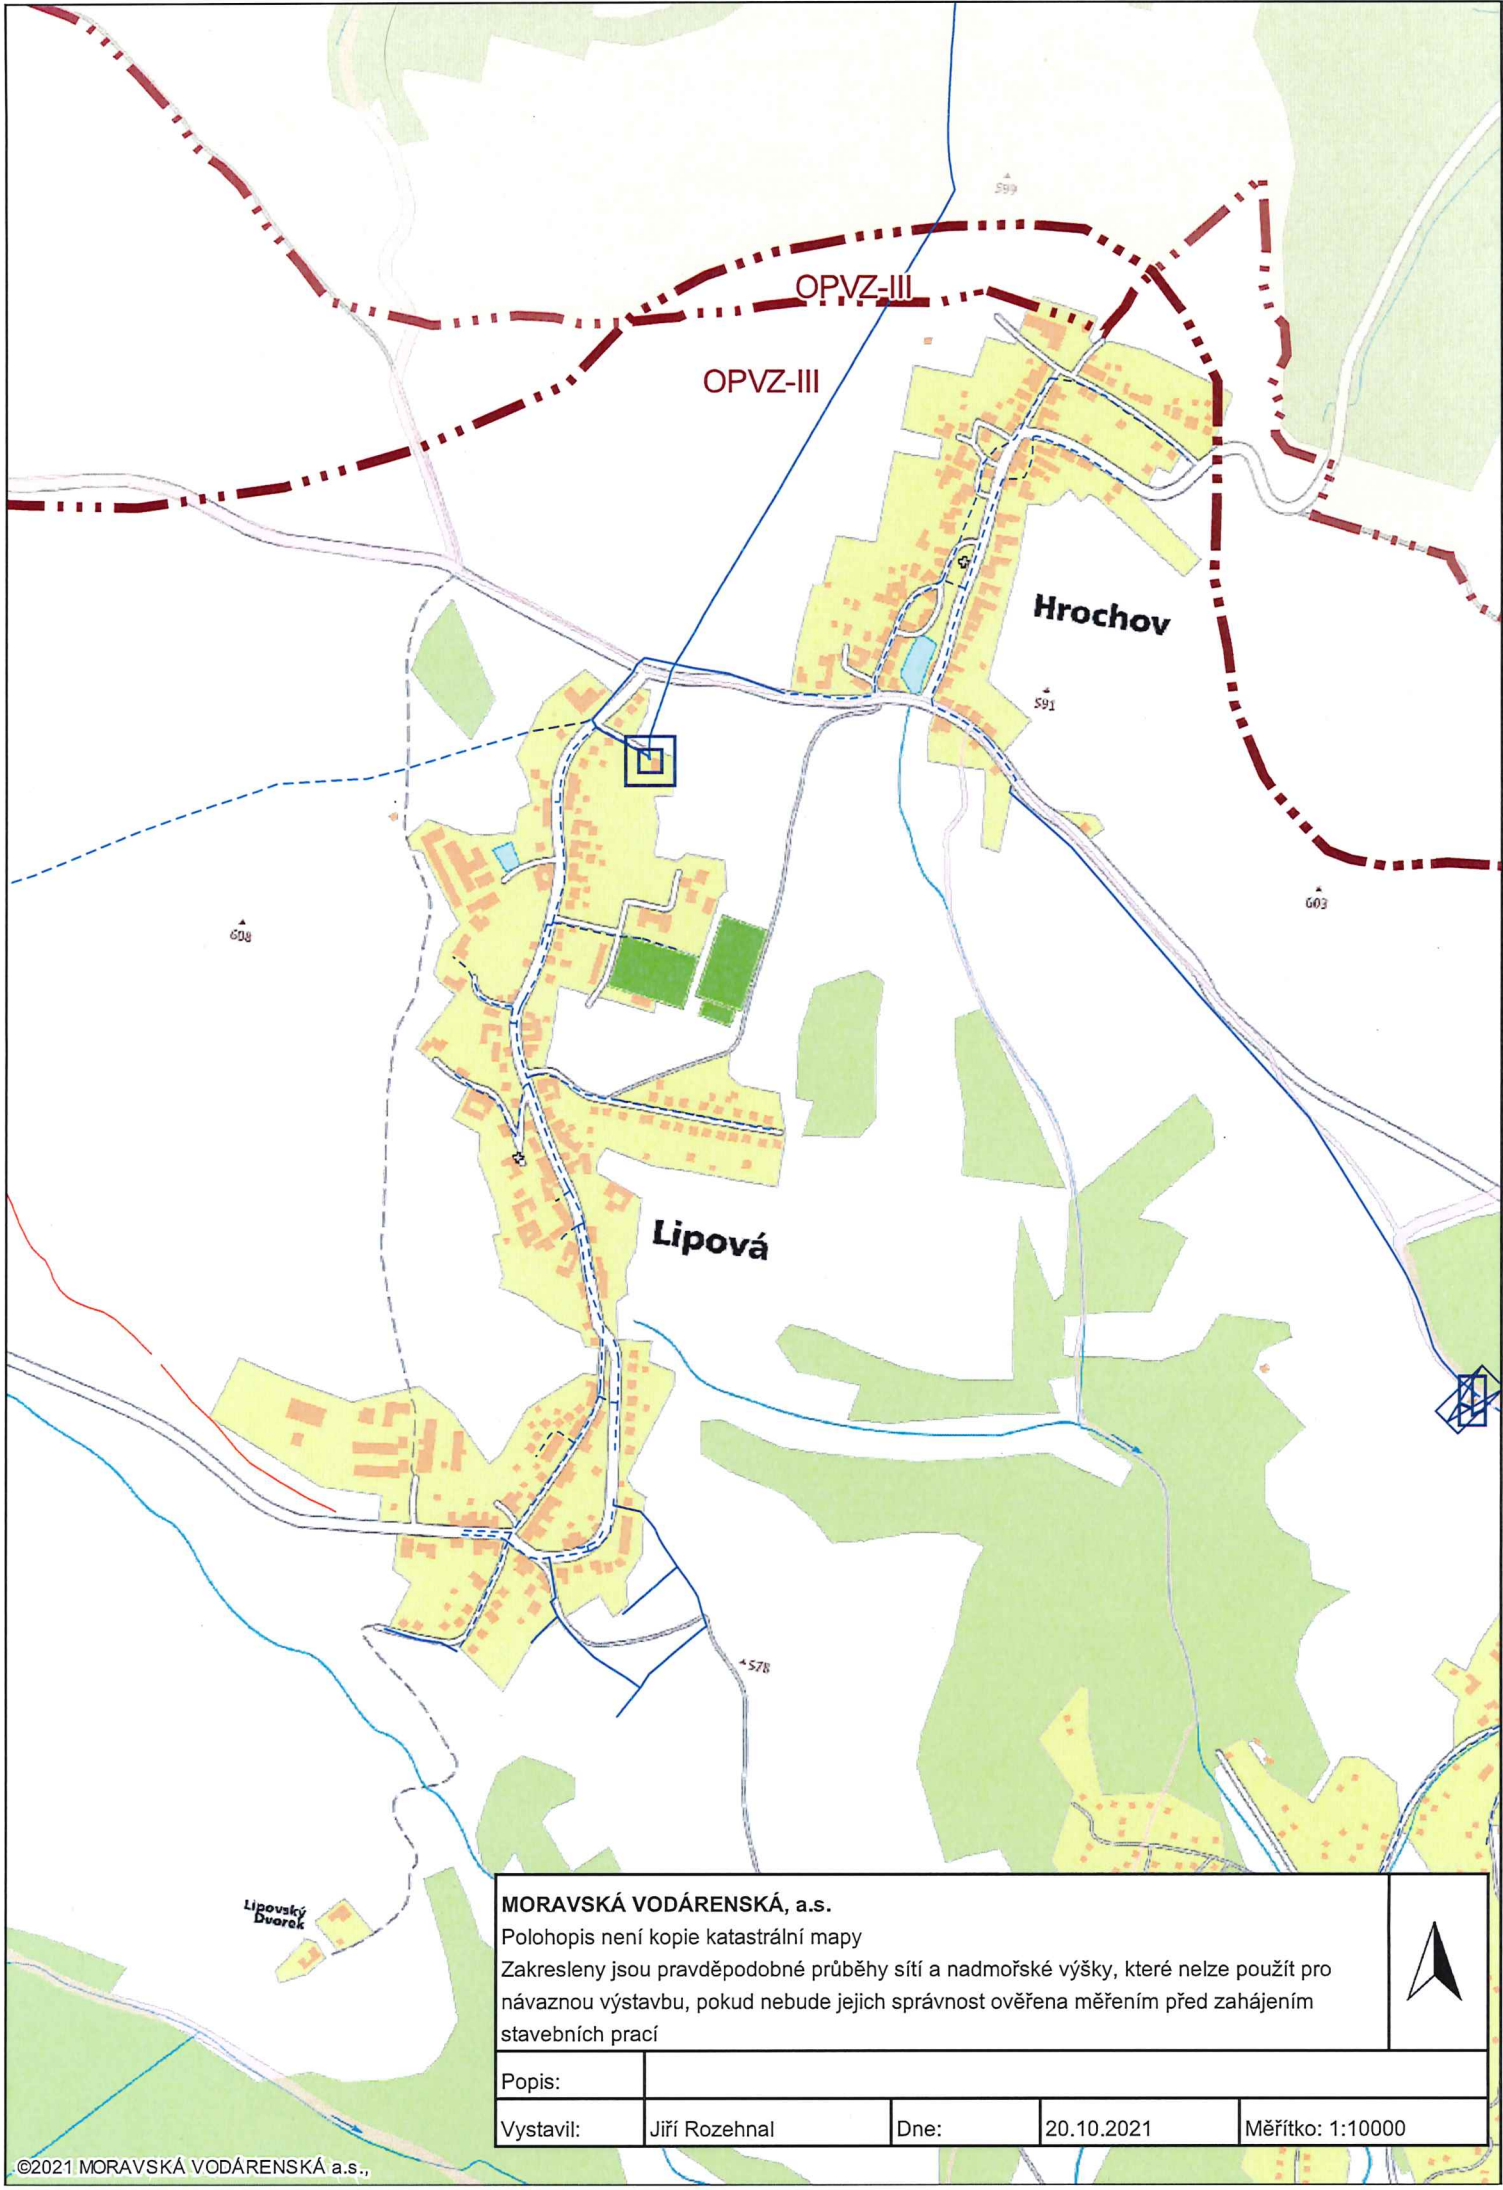 599
OPVZ-III
OPVZ-III
Hrochov
591
603
608
Lipová
578
Lipovský
Dvorek
MORAVSKÁ VODÁRENSKÁ, a.s.
Polohopis není kopie katastrální mapy
Zakresleny jsou pravděpodobné průběhy sítí a nadmořské výšky, které nelze použít pro
návaznou výstavbu, pokud nebude jejich správnost ověřena měřením před zahájením
stavebních prací
Popis:
Vystavil: Jiří Rozehnal Dne: 20.10.2021 Měřítko: 1:10000
©2021 MORAVSKÁ VODÁRENSKÁ a.s.,